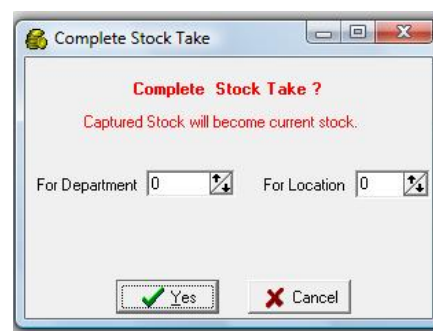 Complete Stock Take
Complete Stock Take ?
Captured Stock will become current stock.
For Department 0 For Location 0
Yes Cancel